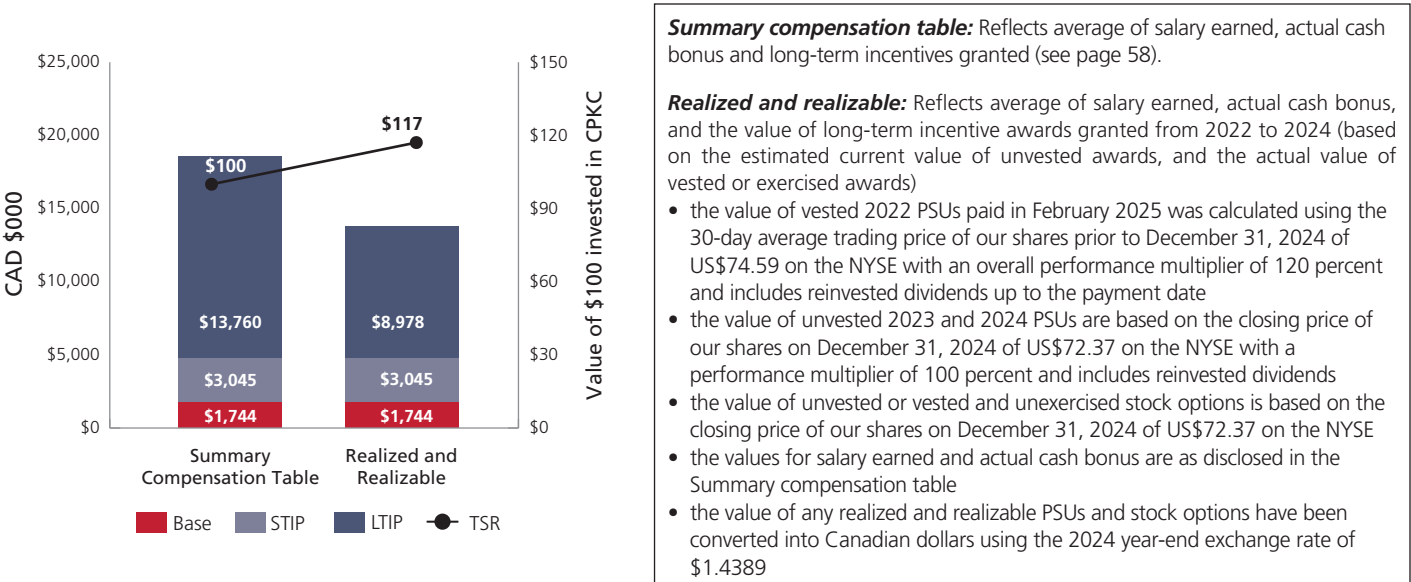 $25,000
$20,000
$15,000
$10,000
$5,000
$0
CAD $000
$150
$120
$90
$60
$30
$0
Value of $100 invested in CPKC
$117
$100
$13,760
$8,978
$3,045
$3,045
$1,744
$1,744
Summary
Compensation Table
Realized and
Realizable
Base
STIP
LTIP
TSR
Summary compensation table: Reflects average of salary earned, actual cash
bonus and long-term incentives granted (see page 58).
Realized and realizable: Reflects average of salary earned, actual cash bonus,
and the value of long-term incentive awards granted from 2022 to 2024 (based
on the estimated current value of unvested awards, and the actual value of
vested or exercised awards)
• the value of vested 2022 PSUs paid in February 2025 was calculated using the
30-day average trading price of our shares prior to December 31, 2024 of
US$74.59 on the NYSE with an overall performance multiplier of 120 percent
and includes reinvested dividends up to the payment date
• the value of unvested 2023 and 2024 PSUs are based on the closing price of
our shares on December 31, 2024 of US$72.37 on the NYSE with a
performance multiplier of 100 percent and includes reinvested dividends
• the value of unvested or vested and unexercised stock options is based on the
closing price of our shares on December 31, 2024 of US$72.37 on the NYSE
• the values for salary earned and actual cash bonus are as disclosed in the
Summary compensation table
• the value of any realized and realizable PSUs and stock options have been
converted into Canadian dollars using the 2024 year-end exchange rate of
$1.4389